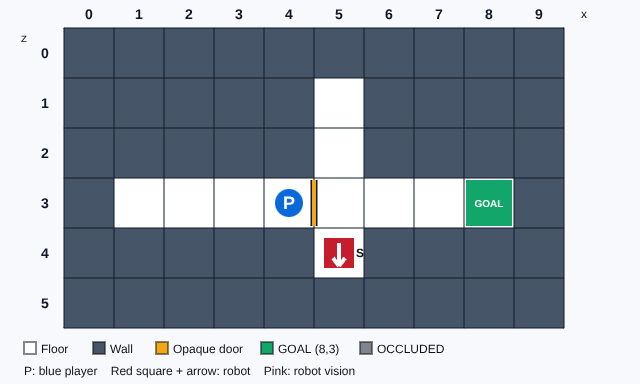 0 1 2 3 4 5 6 7 8 9 x
z
0
1
2
3 P GOAL
4 S
5
Floor Wall Opaque door GOAL (8,3) OCCLUDED
P: blue player Red square + arrow: robot Pink: robot vision